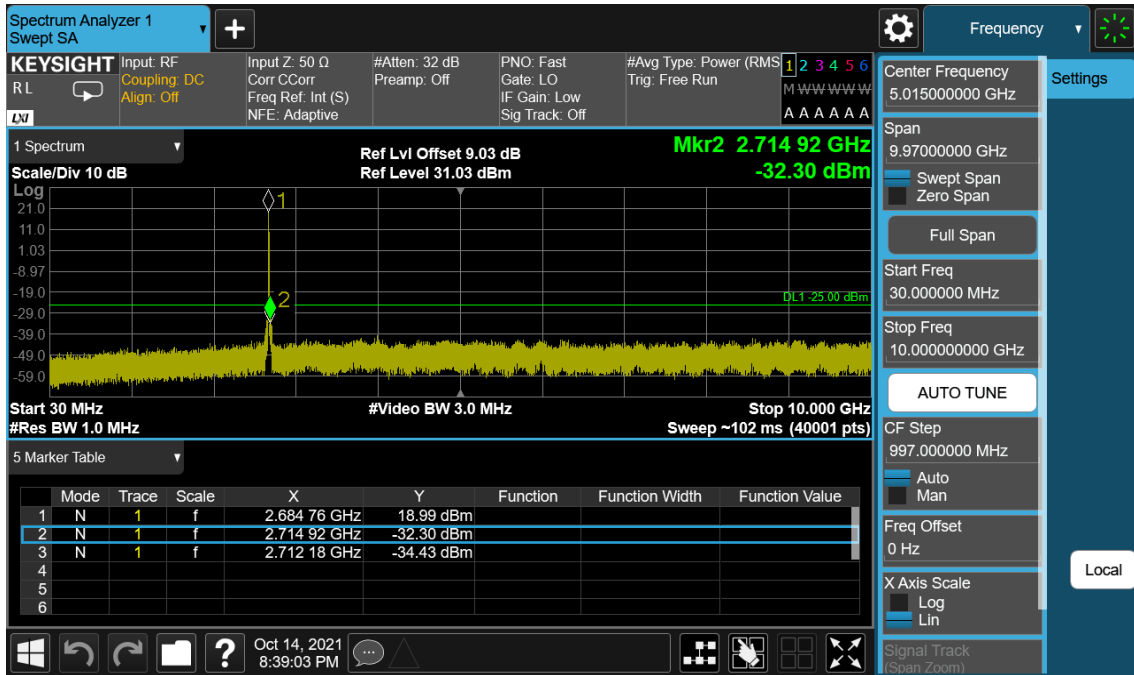 Spectrum Analyzer 1
Swept SA
+
Frequency
KEYSIGHT
R L
LXI
Input: RF
Coupling: DC
Align: Off
Input Z: 50 Ω
Corr CCorr
Freq Ref: Int (S)
NFE: Adaptive
#Atten: 32 dB
Preamp: Off
PNO: Fast
Gate: LO
IF Gain: Low
Sig Track: Off
#Avg Type: Power (RMS
Trig: Free Run
1 2 3 4 5 6
M W W W W W
A A A A A A
Center Frequency
5.015000000 GHz
Settings
1 Spectrum
Scale/Div 10 dB
Ref Lvl Offset 9.03 dB
Ref Level 31.03 dBm
Mkr2 2.714 92 GHz
-32.30 dBm
Span
9.97000000 GHz
Swept Span
Zero Span
Full Span
Start Freq
30.000000 MHz
Stop Freq
10.000000000 GHz
AUTO TUNE
CF Step
997.000000 MHz
Auto
Man
Freq Offset
0 Hz
X Axis Scale
Log
Lin
Signal Track
(Span Zoom)
Local
Log
21.0
11.0
1.03
-8.97
-19.0
-29.0
-39.0
-49.0
-59.0
1
2
DL1 -25.00 dBm
Start 30 MHz
#Video BW 3.0 MHz
Stop 10.000 GHz
#Res BW 1.0 MHz
Sweep ~102 ms (40001 pts)
5 Marker Table
Mode Trace Scale X Y Function Function Width Function Value
1 N 1 f 2.684 76 GHz 18.99 dBm
2 N 1 f 2.714 92 GHz -32.30 dBm
3 N 1 f 2.712 18 GHz -34.43 dBm
4
5
6
?
Oct 14, 2021
8:39:03 PM